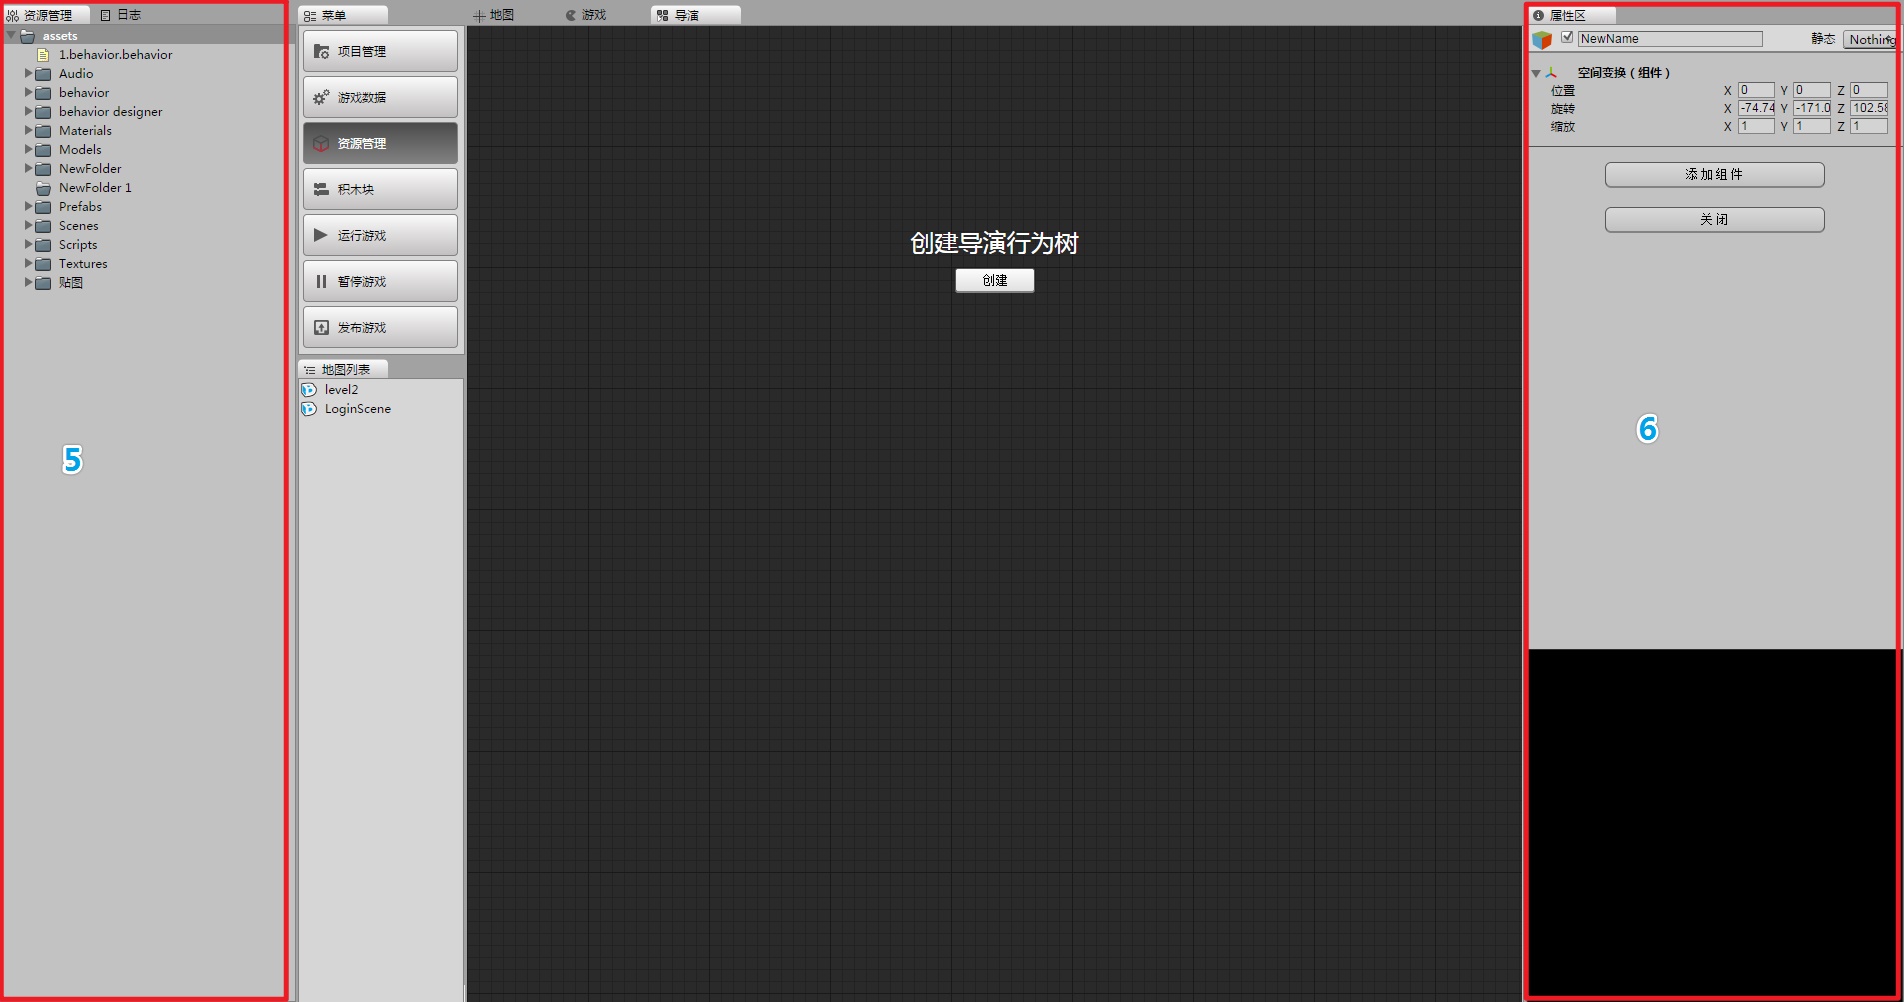 资源管理
日志
assets
1.behavior.behavior
Audio
behavior
behavior designer
Materials
Models
NewFolder
NewFolder 1
Prefabs
Scenes
Scripts
Textures
贴图
5
菜单
项目管理
游戏数据
资源管理
积木块
运行游戏
暂停游戏
发布游戏
地图列表
level2
LoginScene
地图
游戏
导演
创建导演行为树
创建
属性区
NewName
静态
Nothing
空间变换（组件）
位置 X 0 Y 0 Z 0
旋转 X -74.74 Y -171.0 Z 102.58
缩放 X 1 Y 1 Z 1
添加组件
关闭
6